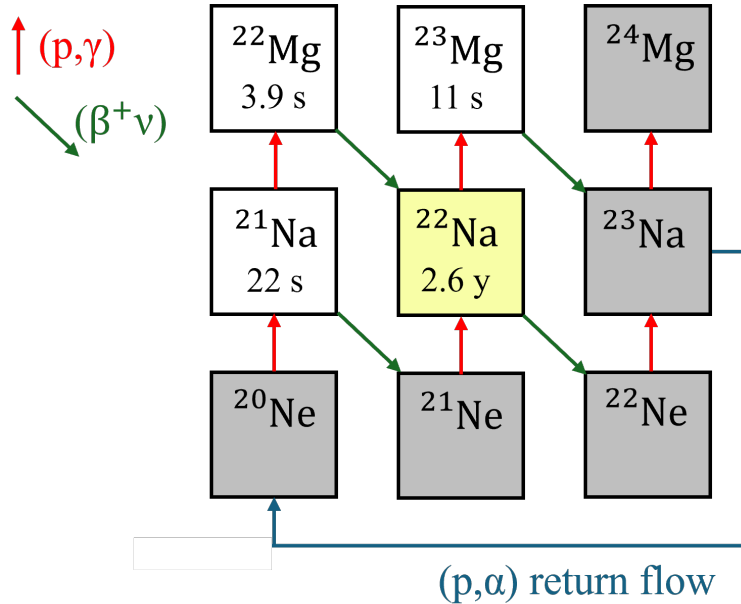 (p,γ)
(β⁺ν)
²²Mg
3.9 s
²³Mg
11 s
²⁴Mg
²¹Na
22 s
²²Na
2.6 y
²³Na
²⁰Ne
²¹Ne
²²Ne
(p,α) return flow